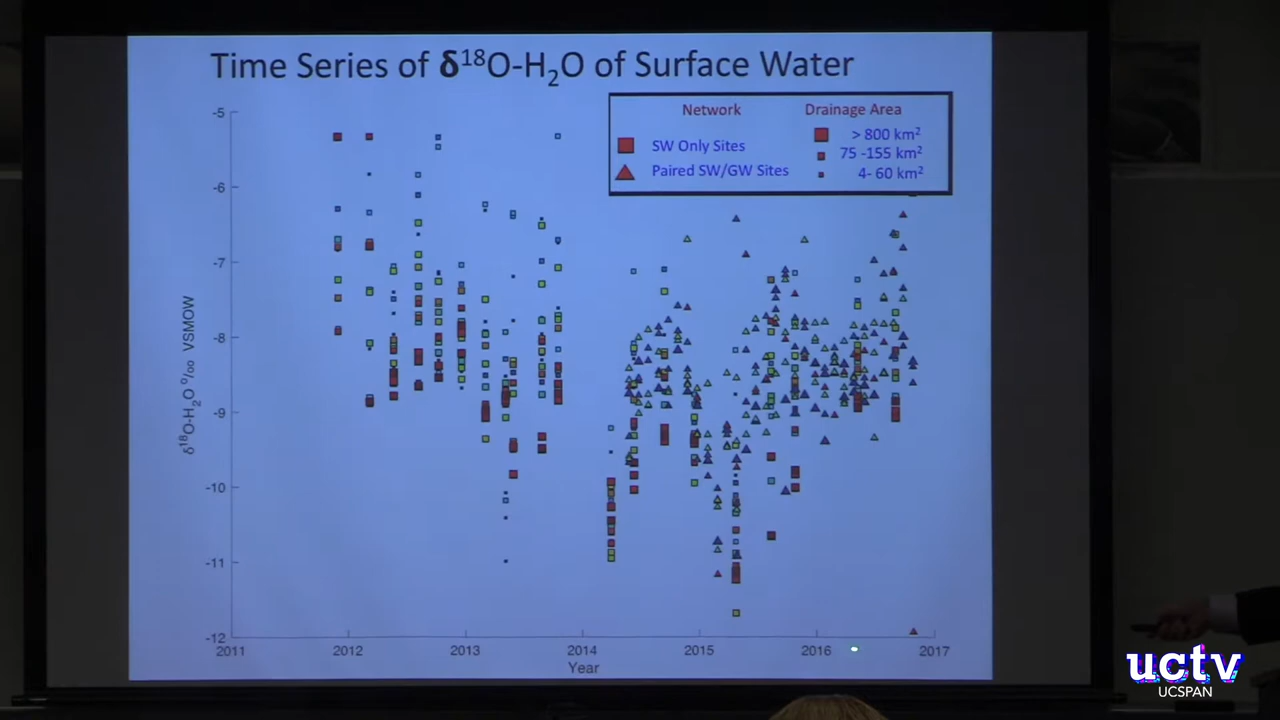 Time Series of δ¹⁸O-H₂O of Surface Water
Network Drainage Area
SW Only Sites
Paired SW/GW Sites
> 800 km²
75 -155 km²
4- 60 km²
-5
-6
-7
-8
-9
-10
-11
-12
δ¹⁸O-H₂O º/ₒₒ VSMOW
2011 2012 2013 2014 2015 2016 2017
Year
uctv
UCSPAN